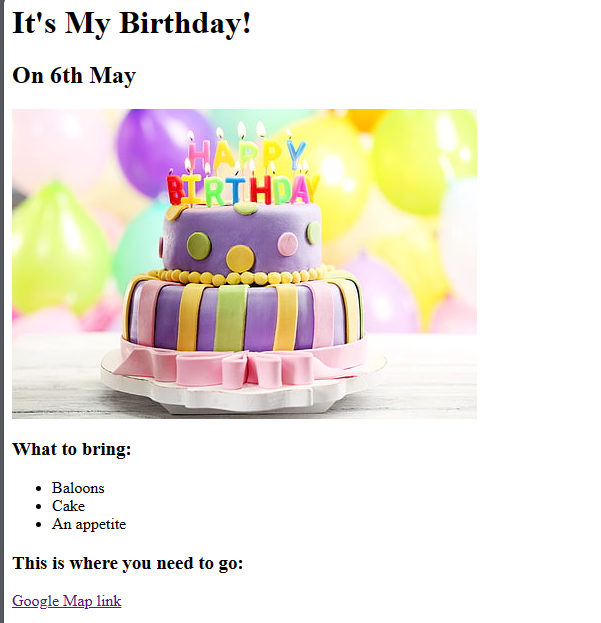 It's My Birthday!
On 6th May
HAPPY
BIRTHDAY
What to bring:
Baloons
Cake
An appetite
This is where you need to go:
Google Map link